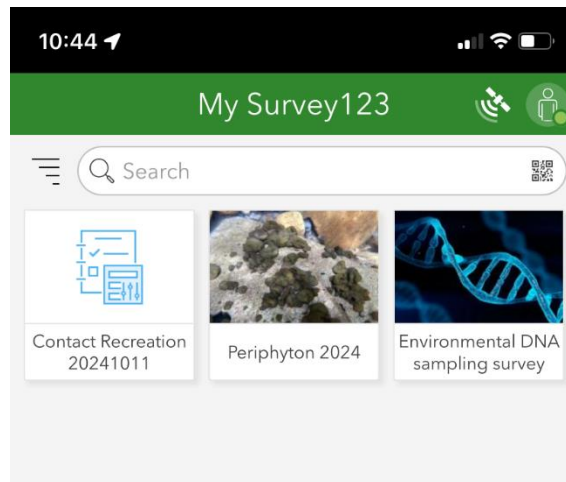 10:44
My Survey123
Search
Contact Recreation
20241011
Periphyton 2024
Environmental DNA
sampling survey